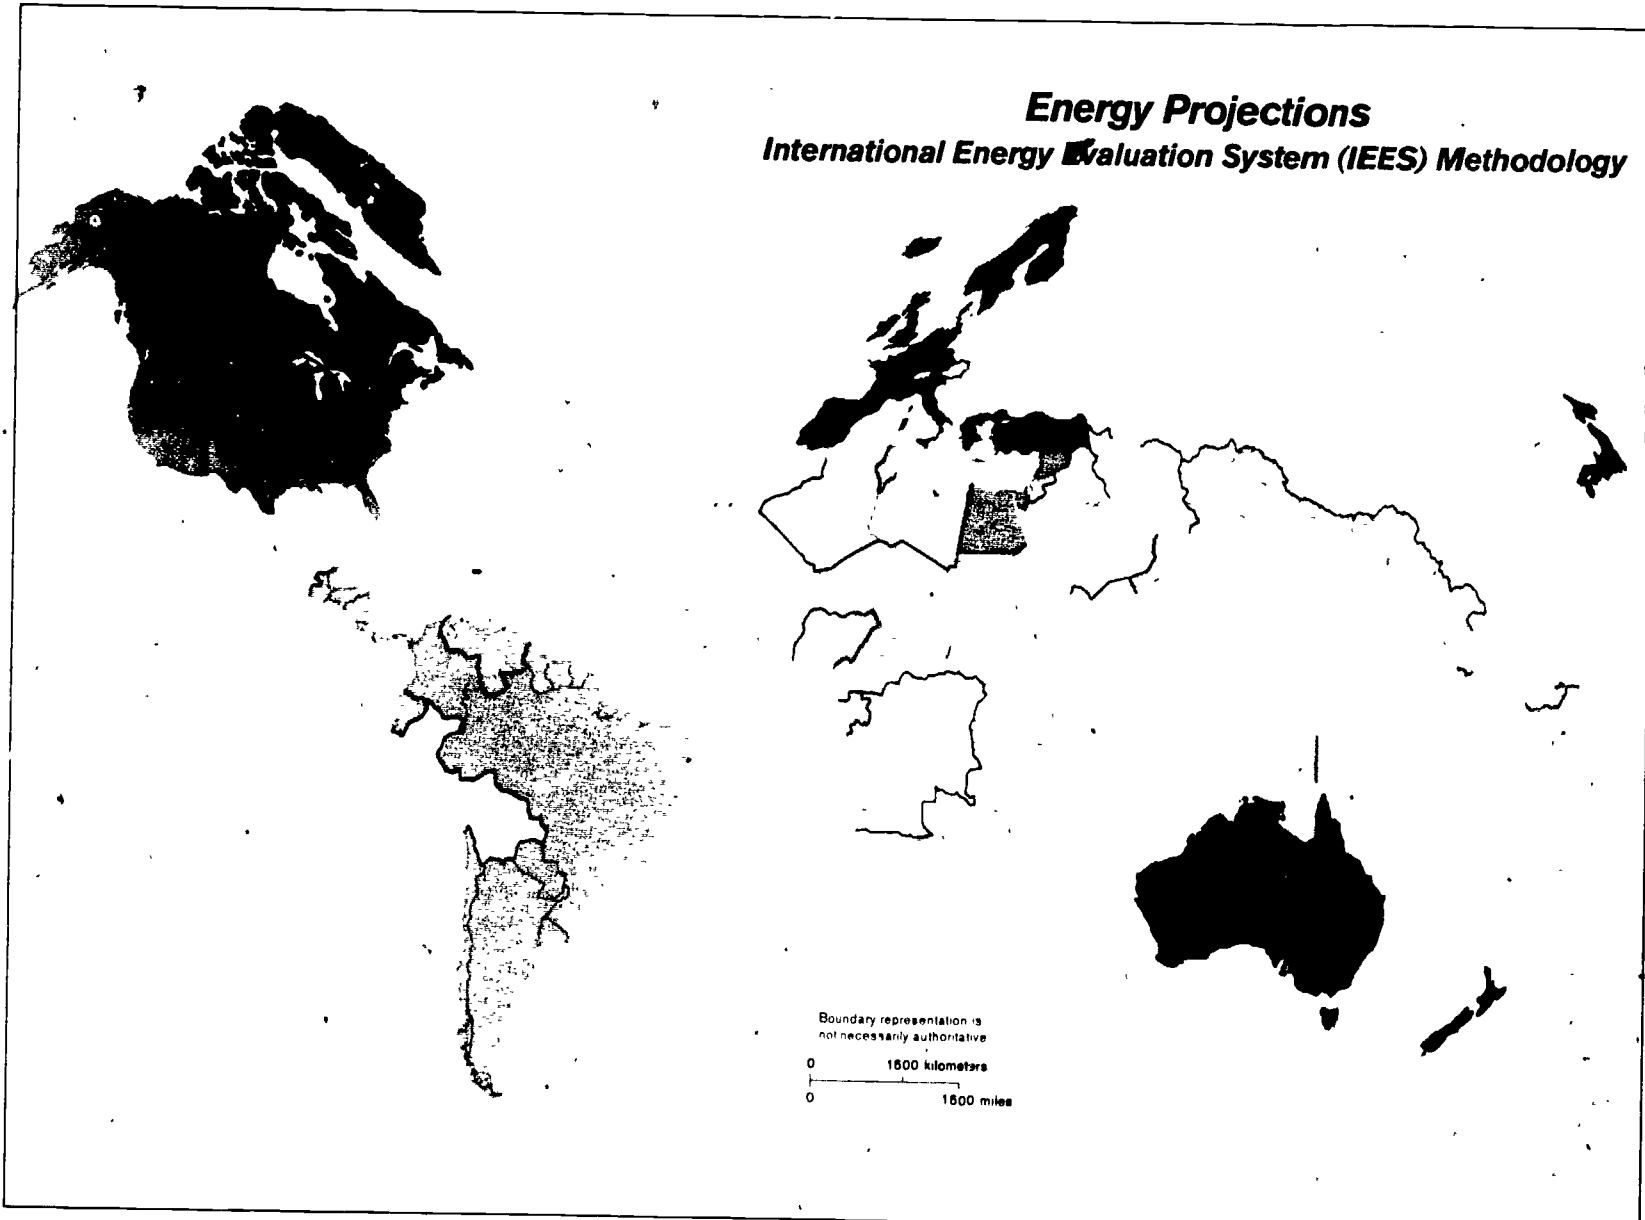 Energy Projections
International Energy Evaluation System (IEES) Methodology
Boundary representation is
not necessarily authoritative
0 1600 kilometers
0 1600 miles